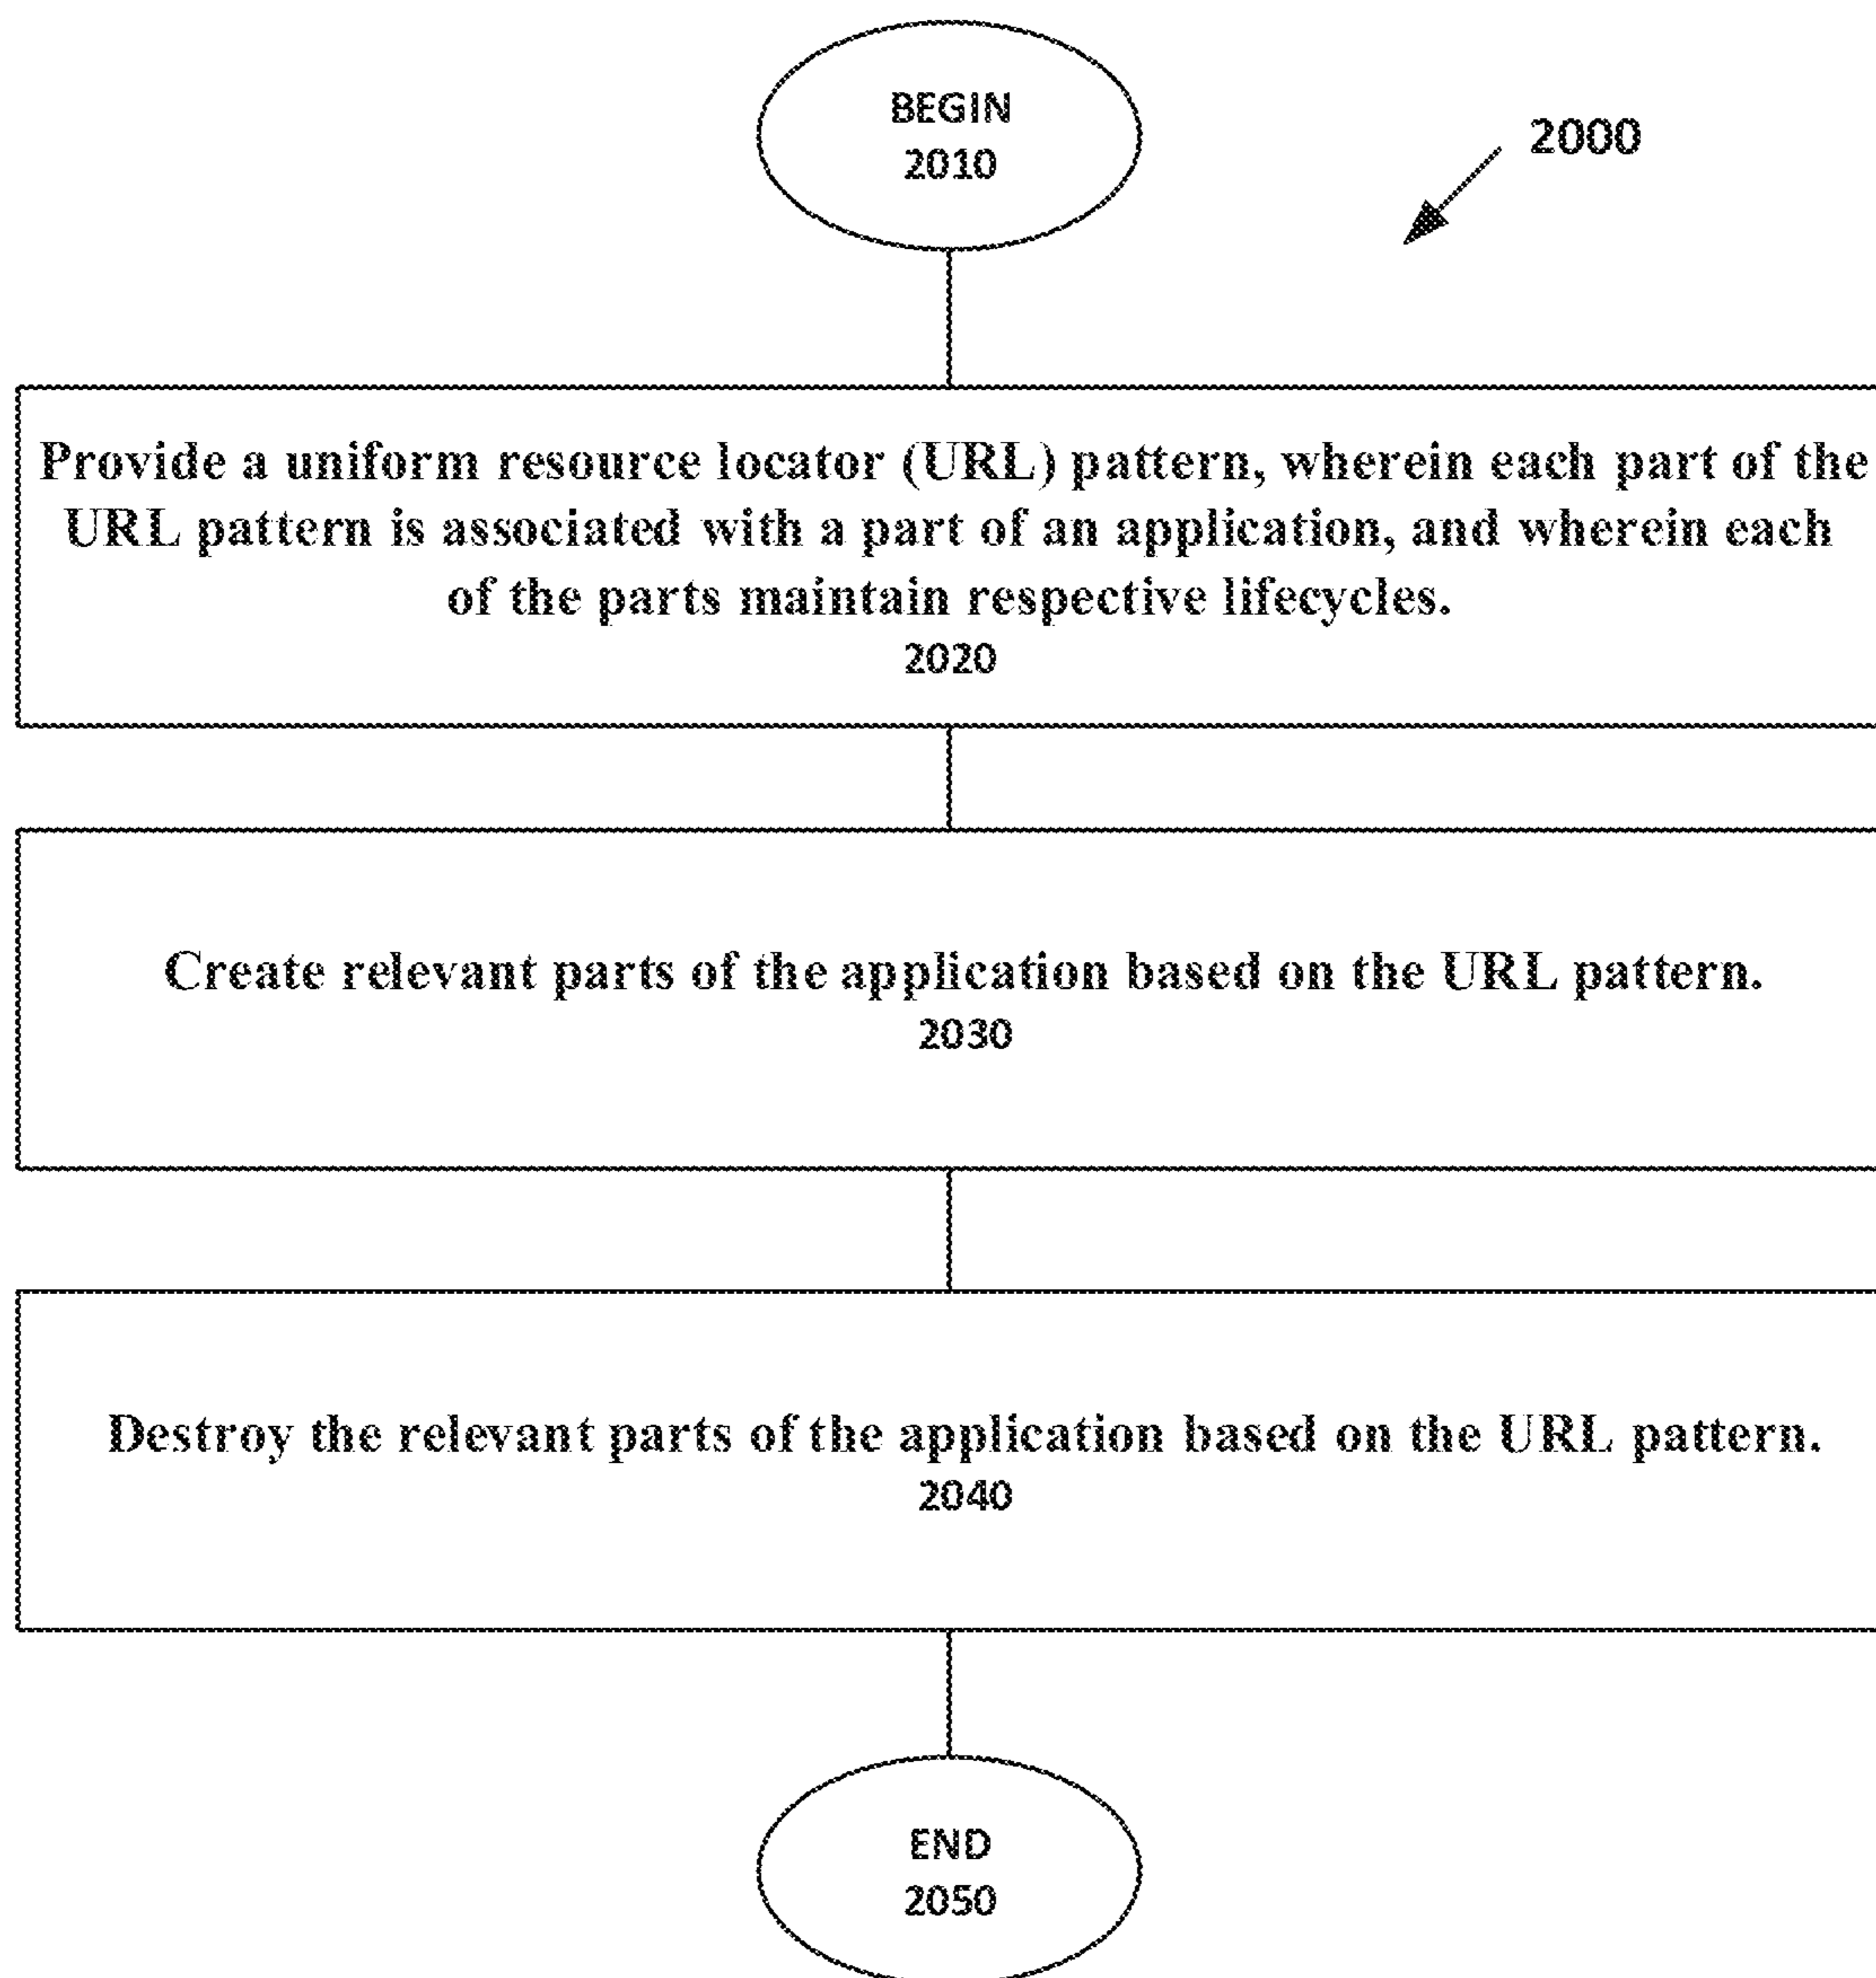 BEGIN
2010
2000
Provide a uniform resource locator (URL) pattern, wherein each part of the
URL pattern is associated with a part of an application, and wherein each
of the parts maintain respective lifecycles.
2020
Create relevant parts of the application based on the URL pattern.
2030
Destroy the relevant parts of the application based on the URL pattern.
2040
END
2050